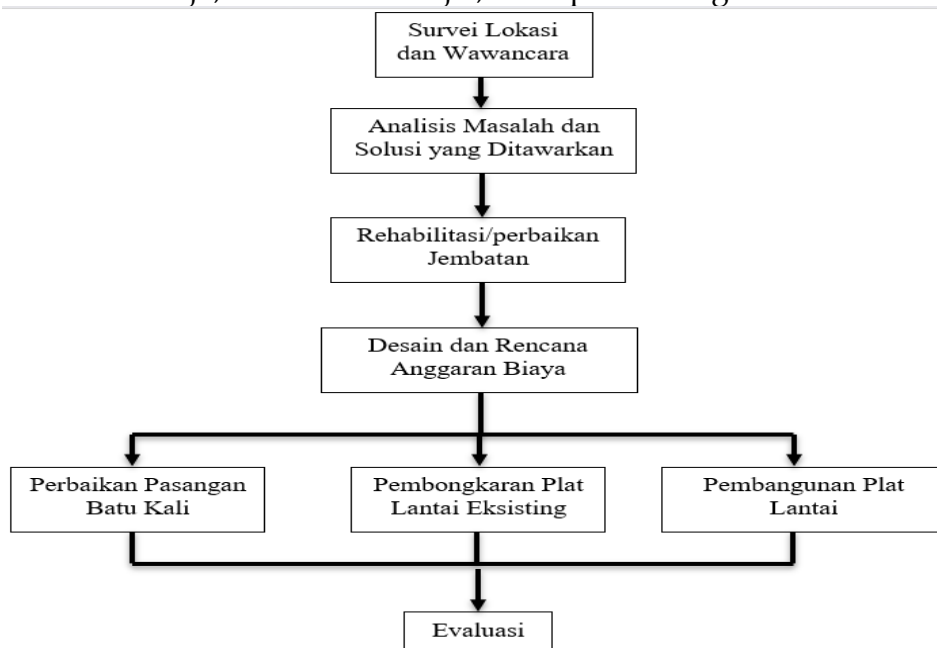 Survei Lokasi
dan Wawancara
Analisis Masalah dan
Solusi yang Ditawarkan
Rehabilitasi/perbaikan
Jembatan
Desain dan Rencana
Anggaran Biaya
Perbaikan Pasangan
Batu Kali
Pembongkaran Plat
Lantai Eksisting
Pembangunan Plat
Lantai
Evaluasi